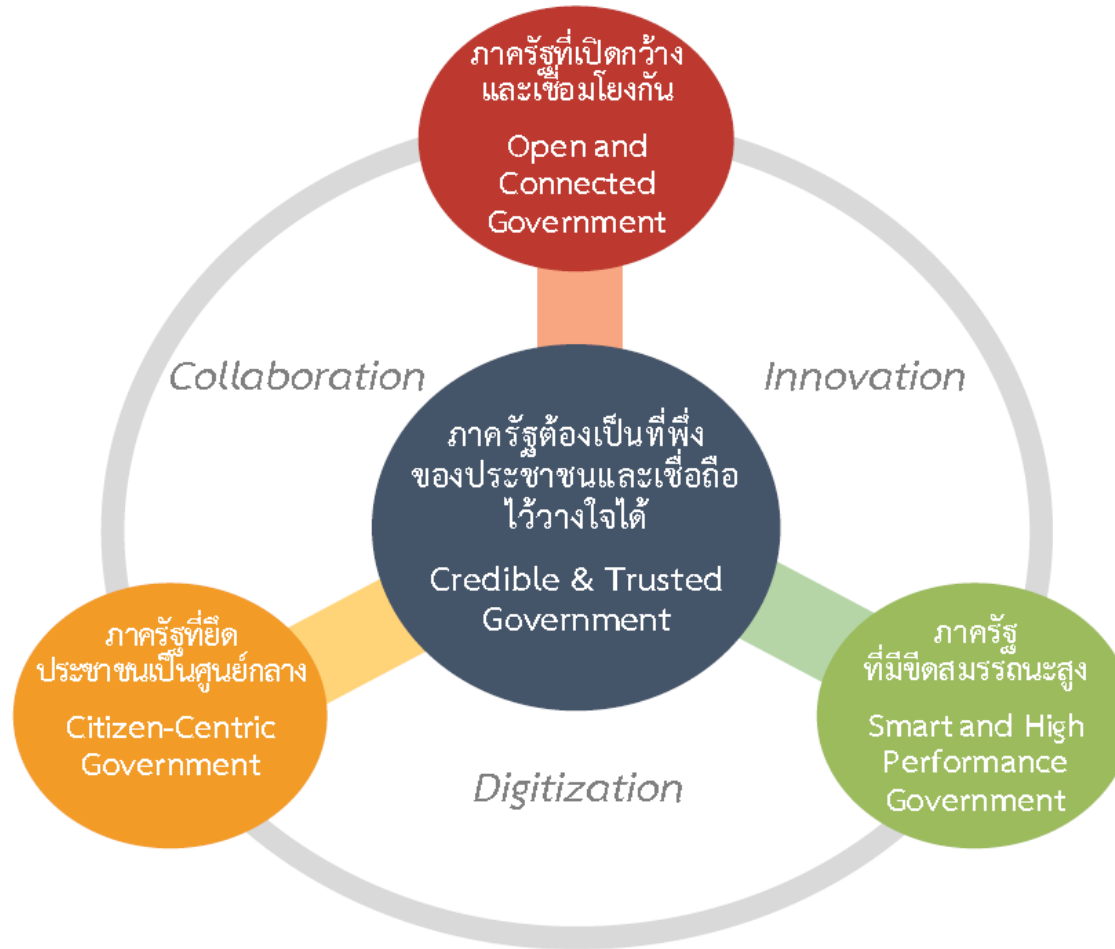 ภาครัฐที่เปิดกว้าง
และเชื่อมโยงกัน
Open and
Connected
Government
Collaboration
Innovation
ภาครัฐต้องเป็นที่พึ่ง
ของประชาชนและเชื่อถือ
ไว้วางใจได้
Credible & Trusted
Government
ภาครัฐที่ยึด
ประชาชนเป็นศูนย์กลาง
Citizen-Centric
Government
ภาครัฐ
ที่มีขีดสมรรถนะสูง
Smart and High
Performance
Government
Digitization